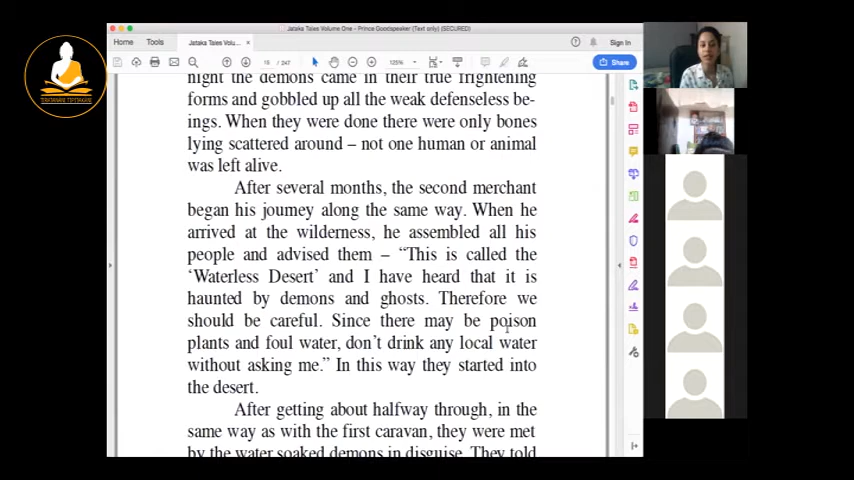 Jataka Tales Volume One - Prince Goodspeaker (Text only) (SECURED)
Home Tools Jataka Tales Volu... × Sign In
15 / 247 125% Share
night the demons came in their true frightening
forms and gobbled up all the weak defenseless be-
ings. When they were done there were only bones
lying scattered around – not one human or animal
was left alive.
After several months, the second merchant
began his journey along the same way. When he
arrived at the wilderness, he assembled all his
people and advised them – “This is called the
‘Waterless Desert’ and I have heard that it is
haunted by demons and ghosts. Therefore we
should be careful. Since there may be poison
plants and foul water, don’t drink any local water
without asking me.” In this way they started into
the desert.
After getting about halfway through, in the
same way as with the first caravan, they were met
by the water soaked demons in disguise. They told